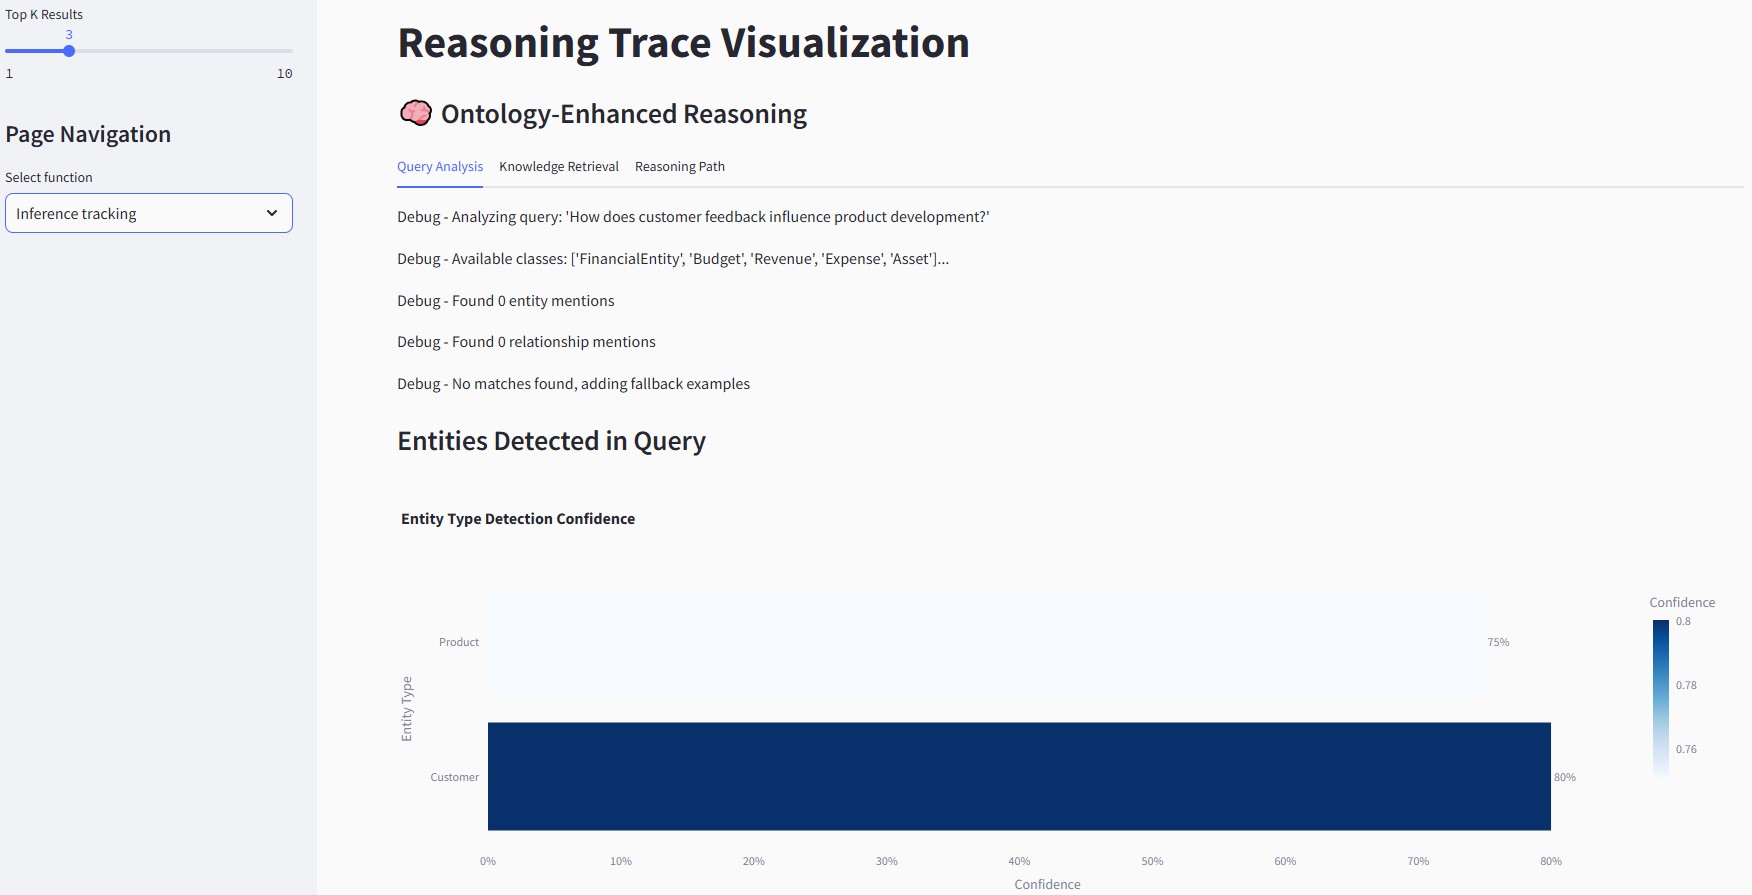 Top K Results
3
1 10
Page Navigation
Select function
Inference tracking
Reasoning Trace Visualization
Ontology-Enhanced Reasoning
Query Analysis Knowledge Retrieval Reasoning Path
Debug - Analyzing query: 'How does customer feedback influence product development?'
Debug - Available classes: ['FinancialEntity', 'Budget', 'Revenue', 'Expense', 'Asset']...
Debug - Found 0 entity mentions
Debug - Found 0 relationship mentions
Debug - No matches found, adding fallback examples
Entities Detected in Query
Entity Type Detection Confidence
Entity Type
Product 75%
Customer 80%
0% 10% 20% 30% 40% 50% 60% 70% 80%
Confidence
Confidence
0.8
0.78
0.76